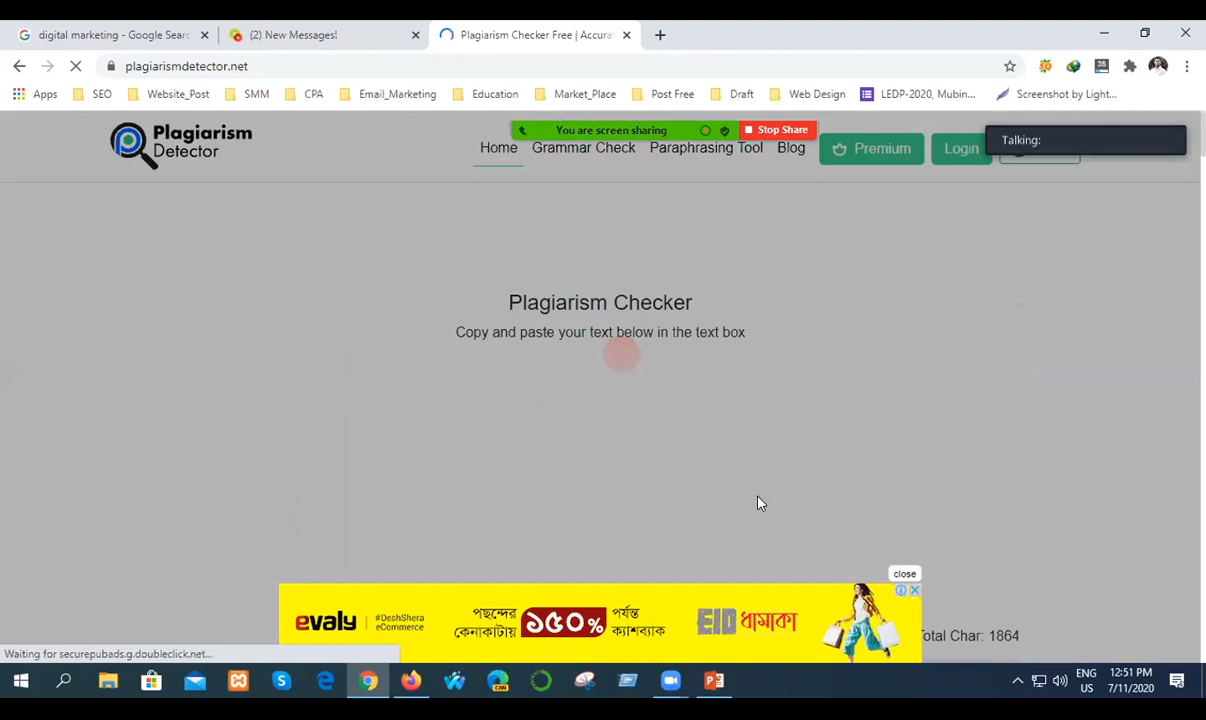 digital marketing - Google Searc
(2) New Messages!
Plagiarism Checker Free | Accura
plagiarismdetector.net
Apps
SEO
Website_Post
SMM
CPA
Email_Marketing
Education
Market_Place
Post Free
Draft
Web Design
LEDP-2020, Mubin...
Screenshot by Light...
Plagiarism
Detector
You are screen sharing
Stop Share
Home
Grammar Check
Paraphrasing Tool
Blog
Premium
Login
Talking:
Plagiarism Checker
Copy and paste your text below in the text box
close
evaly
#DeshShera
eCommerce
পছন্দের
কেনাকাটায়
১৫০%
পর্যন্ত
ক্যাশব্যাক
EID ধামাকা
Total Char: 1864
Waiting for securepubads.g.doubleclick.net...
ENG
US
12:51 PM
7/11/2020